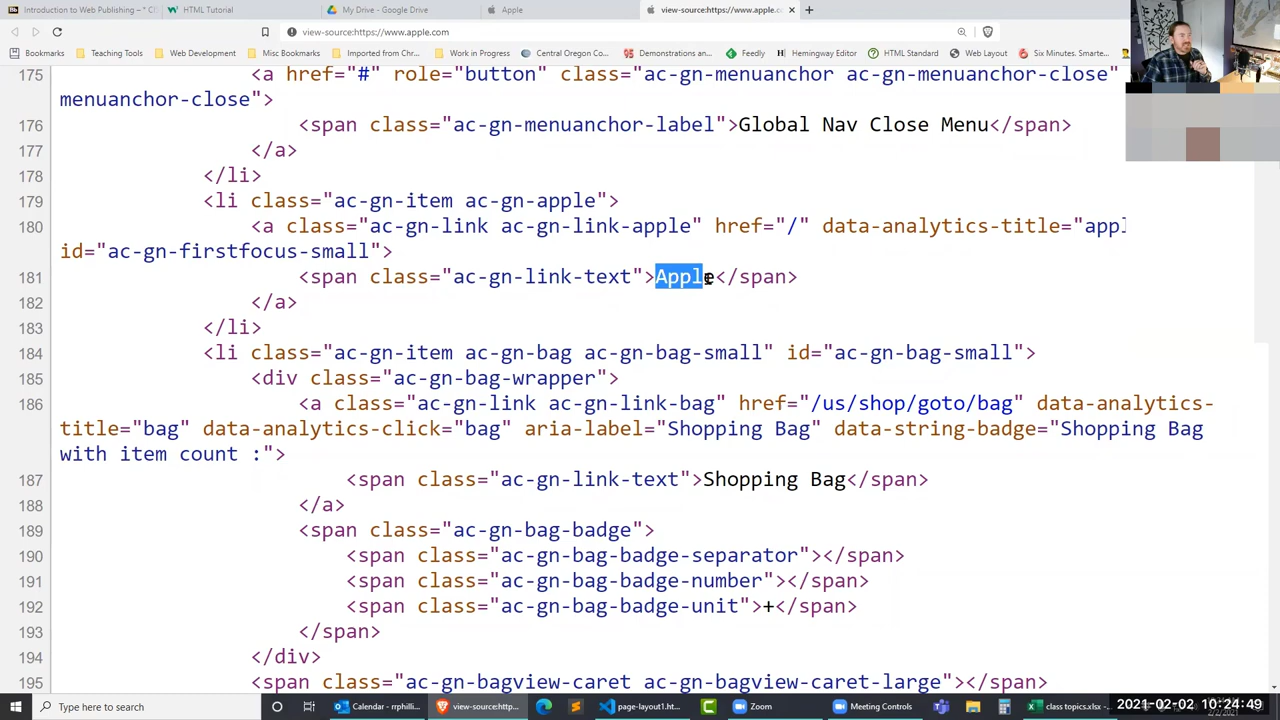 Introduction to Web Publishing – * C
HTML Tutorial
My Drive - Google Drive
Apple
view-source:https://www.apple.c
view-source:https://www.apple.com
Bookmarks
Teaching Tools
Web Development
Misc Bookmarks
Imported from Chr...
Work in Progress
Central Oregon Co...
Demonstrations an...
Feedly
Hemingway Editor
HTML Standard
Web Layout
Six Minutes. Smarte...
175 <a href="#" role="button" class="ac-gn-menuanchor ac-gn-menuanchor-close"
menuanchor-close">
176 <span class="ac-gn-menuanchor-label">Global Nav Close Menu</span>
177 </a>
178 </li>
179 <li class="ac-gn-item ac-gn-apple">
180 <a class="ac-gn-link ac-gn-link-apple" href="/" data-analytics-title="appl
id="ac-gn-firstfocus-small">
181 <span class="ac-gn-link-text">Apple</span>
182 </a>
183 </li>
184 <li class="ac-gn-item ac-gn-bag ac-gn-bag-small" id="ac-gn-bag-small">
185 <div class="ac-gn-bag-wrapper">
186 <a class="ac-gn-link ac-gn-link-bag" href="/us/shop/goto/bag" data-analytics-
title="bag" data-analytics-click="bag" aria-label="Shopping Bag" data-string-badge="Shopping Bag
with item count :">
187 <span class="ac-gn-link-text">Shopping Bag</span>
188 </a>
189 <span class="ac-gn-bag-badge">
190 <span class="ac-gn-bag-badge-separator"></span>
191 <span class="ac-gn-bag-badge-number"></span>
192 <span class="ac-gn-bag-badge-unit">+</span>
193 </span>
194 </div>
195 <span class="ac-gn-bagview-caret ac-gn-bagview-caret-large"></span>
Type here to search
Calendar - rrphilli...
view-source:http...
page-layout1.ht...
Zoom
Meeting Controls
class topics.xlsx - ...
2021-02-02 10:24:49